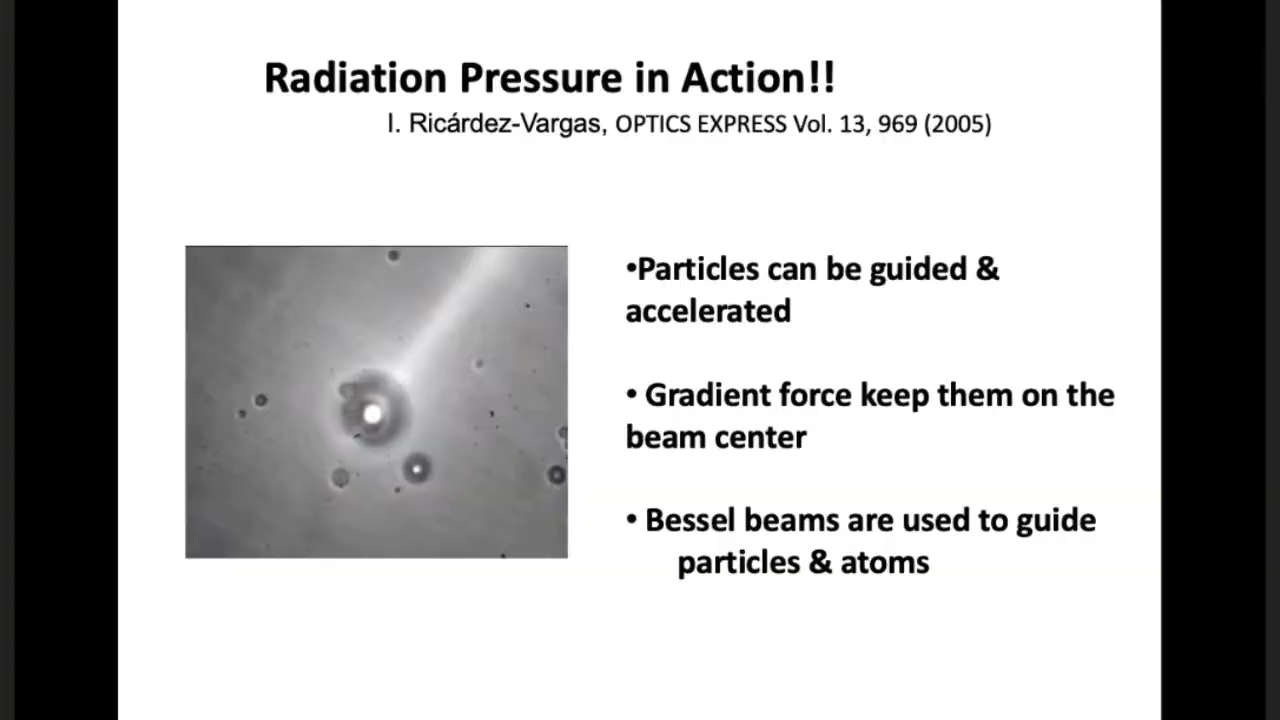 Radiation Pressure in Action!!
I. Ricárdez-Vargas, OPTICS EXPRESS Vol. 13, 969 (2005)
•Particles can be guided &
accelerated
• Gradient force keep them on the
beam center
• Bessel beams are used to guide
particles & atoms